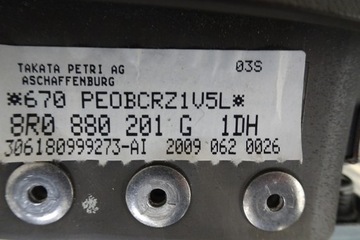 TAKATA PETRI AG 03S
ASCHAFFENBURG
*670 PEOBCRZ1V5L*
8R0 880 201 G 1DH
306180999273-AI 2009 062 0026